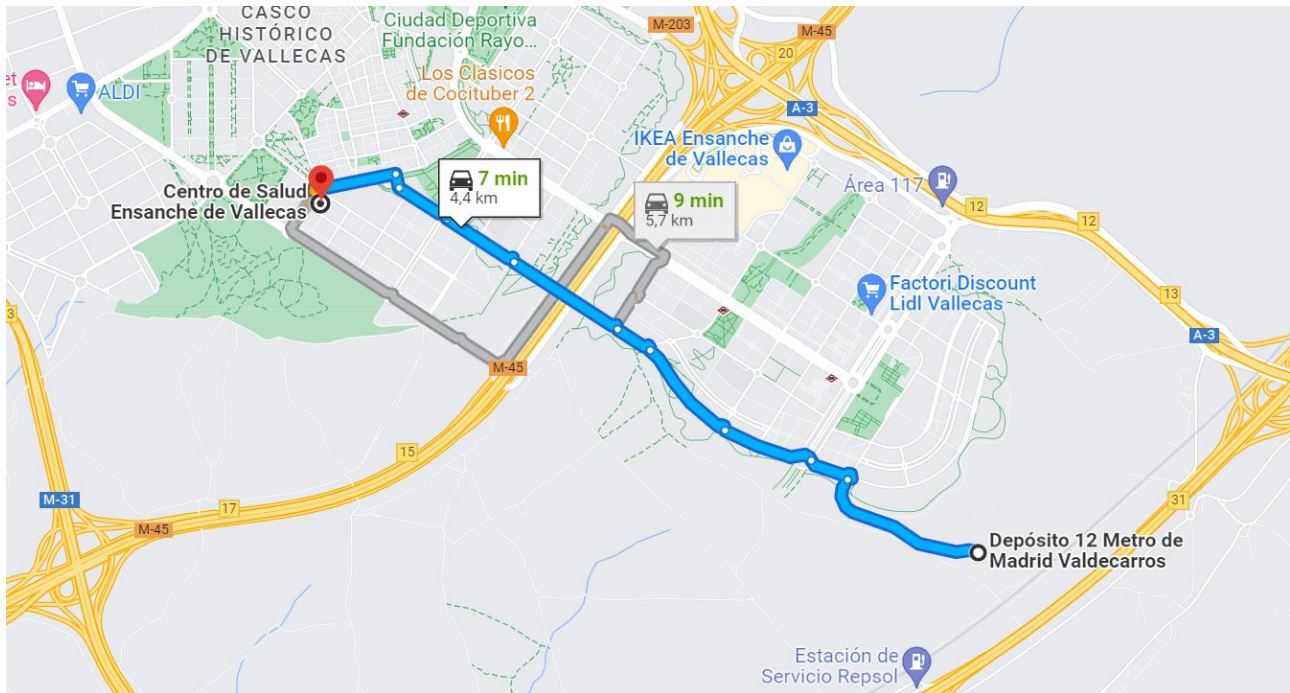 CASCO
HISTÓRICO
DE VALLECAS
Ciudad Deportiva
Fundación Rayo...
M-203
M-45
20
Los Clásicos
de Cocituber 2
et
s
ALDI
A-3
IKEA Ensanche
de Vallecas
7 min
4,4 km
Centro de Salud
Ensanche de Vallecas
9 min
5,7 km
Área 117
12
12
Factori Discount
Lidl Vallecas
13
A-3
3
M-45
15
M-31
17
M-45
31
Depósito 12 Metro de
Madrid Valdecarros
Estación de
Servicio Repsol